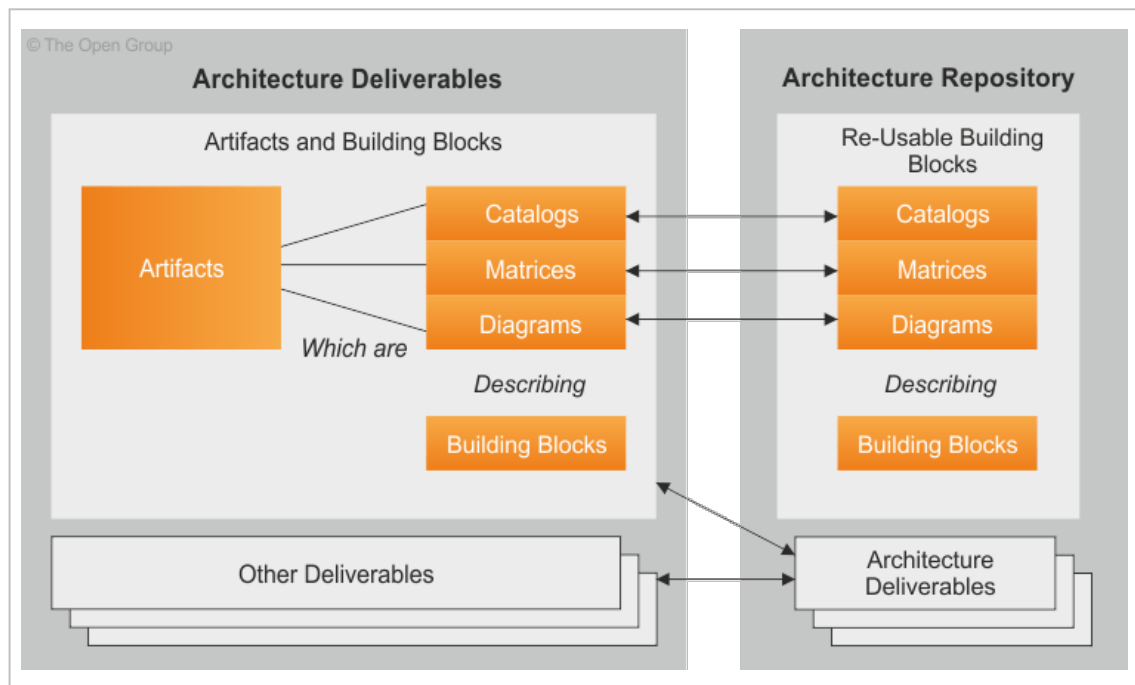 © The Open Group
Architecture Deliverables
Artifacts and Building Blocks
Artifacts
Which are
Catalogs
Matrices
Diagrams
Describing
Building Blocks
Other Deliverables
Architecture Repository
Re-Usable Building
Blocks
Catalogs
Matrices
Diagrams
Describing
Building Blocks
Architecture
Deliverables